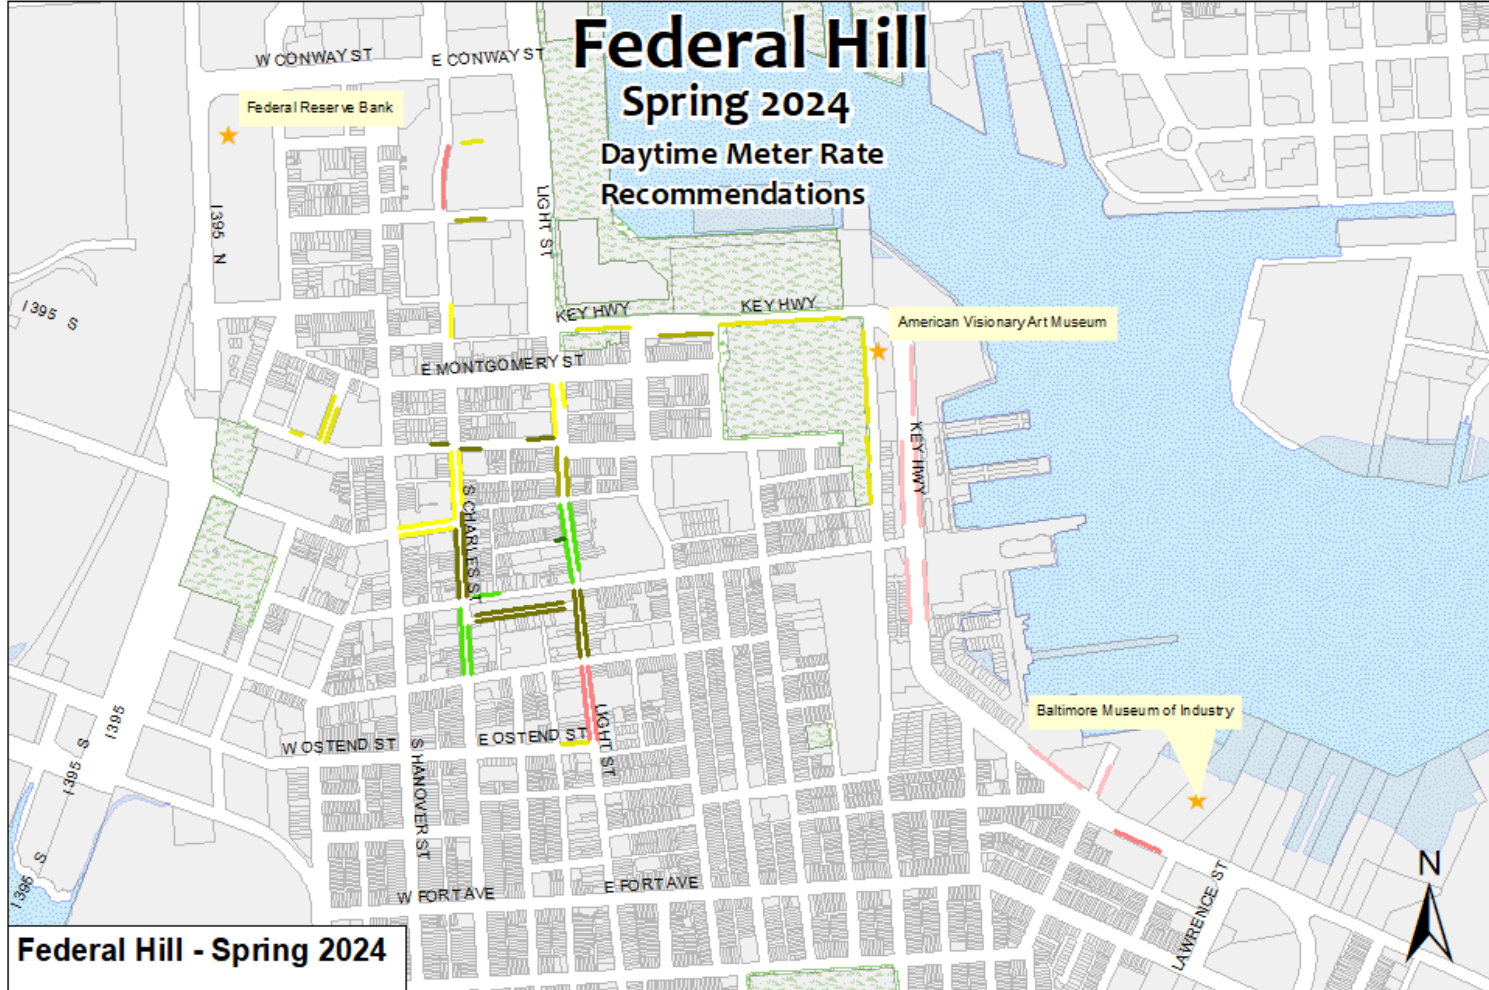 Federal Hill
Spring 2024
Daytime Meter Rate
Recommendations
W CONWAY ST
E CONWAY ST
Federal Reserve Bank
I 395 N
LIGHT ST
I 395 S
KEY HWY
KEY HWY
American Visionary Art Museum
E MONTGOMERY ST
KEY HWY
S CHARLES ST
Baltimore Museum of Industry
I 395
I 395 S
W OSTEND ST
E OSTEND ST
LIGHT ST
S HANOVER ST
I 395 S
W FORT AVE
E FORT AVE
LAWRENCE ST
N
Federal Hill - Spring 2024